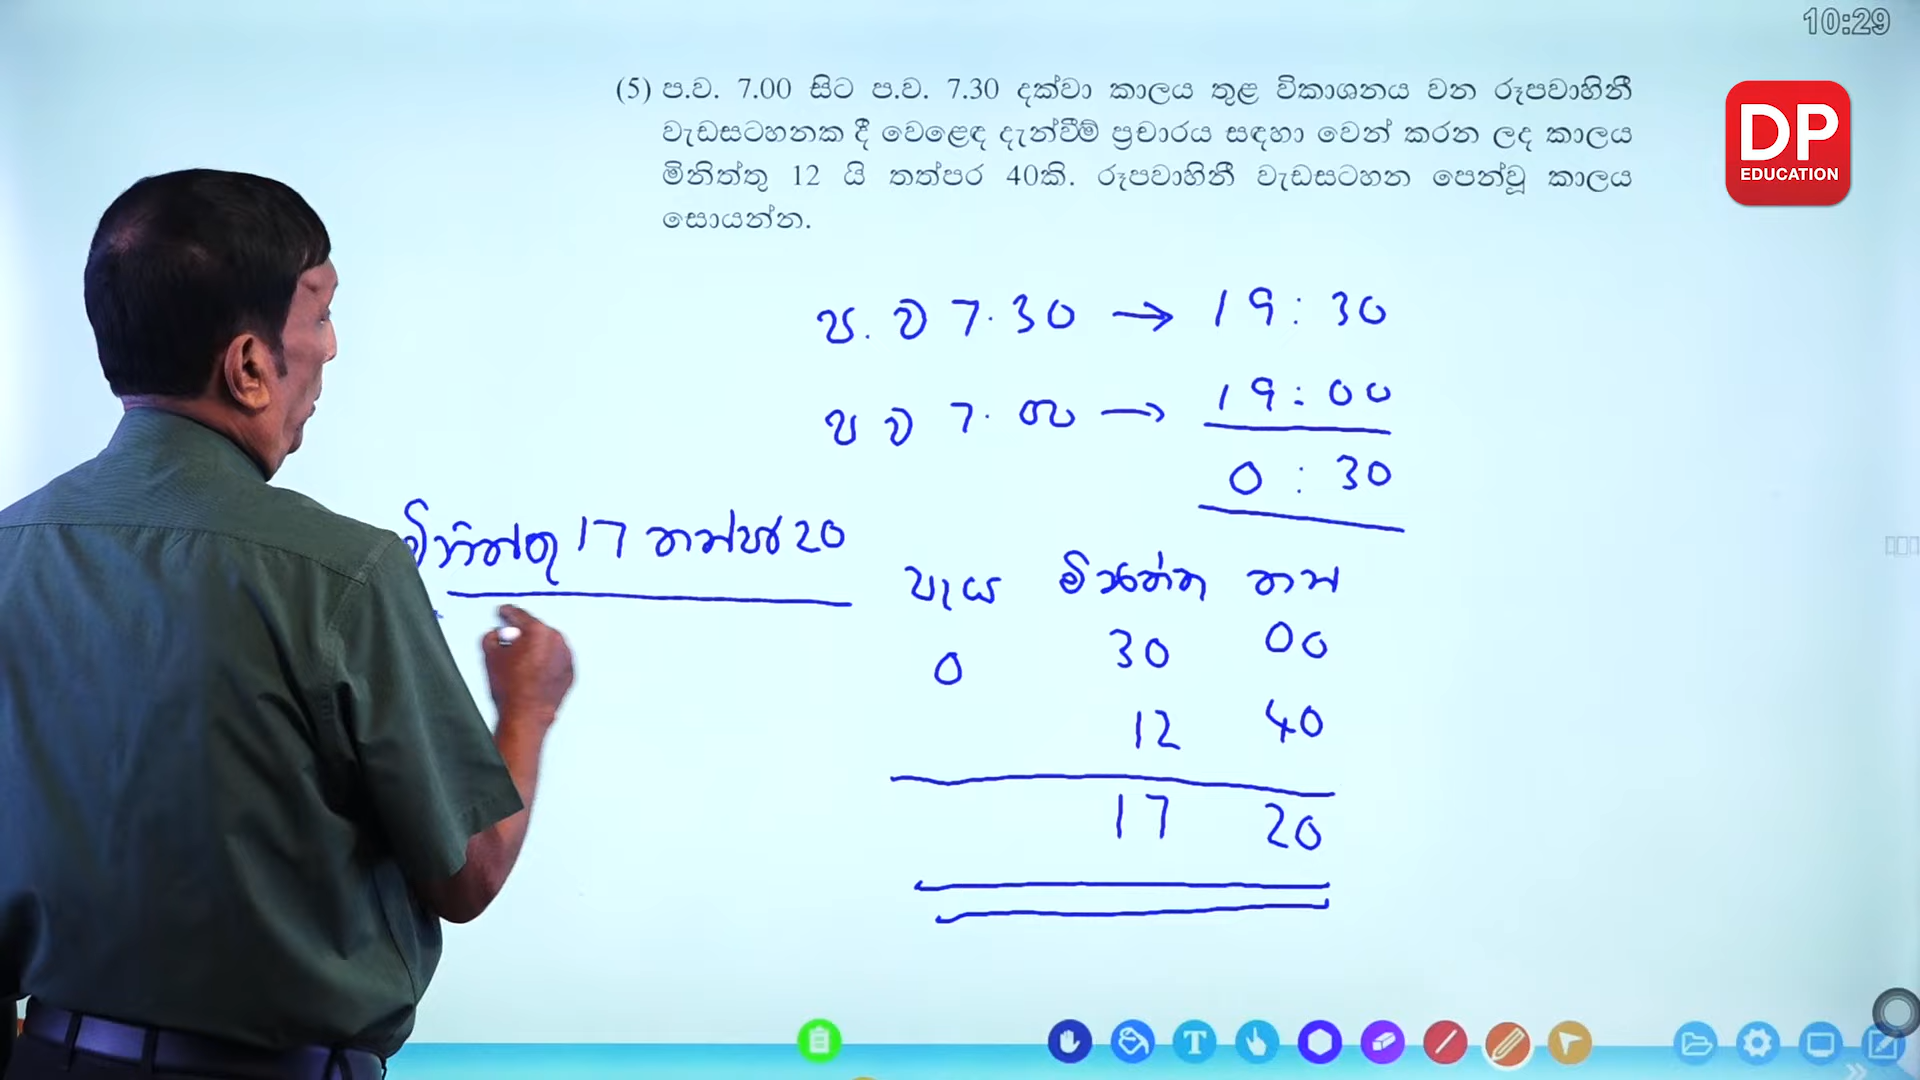 10:29
(5) ප.ව. 7.00 සිට ප.ව. 7.30 දක්වා කාලය තුළ විකාශනය වන රූපවාහිනී
වැඩසටහනක දී වෙළෙඳ දැන්වීම් ප්‍රචාරය සඳහා වෙන් කරන ලද කාලය
මිනිත්තු 12 යි තත්පර 40කි. රූපවාහිනී වැඩසටහන පෙන්වූ කාලය
සොයන්න.
DP
EDUCATION
ප. ව 7. 30 → 19 : 30
ප ව 7. 00 → 19 : 00
0 : 30
මිනිත්තු 17 තත්පර 20
පැය මිනිත්තු තත්
0 30 00
12 40
17 20